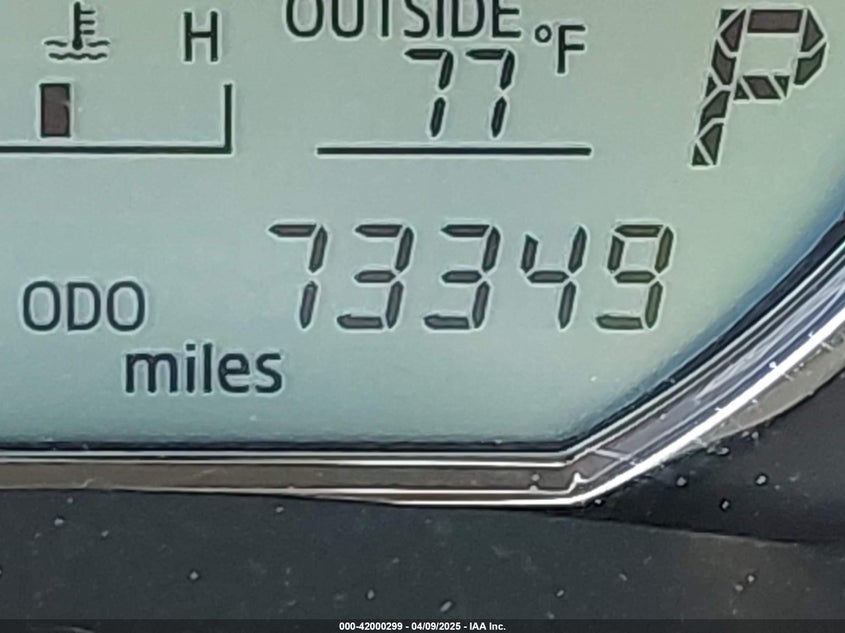 H
OUTSIDE
77 °F
P
ODO 73349
miles
000-42000299 - 04/09/2025 - IAA Inc.